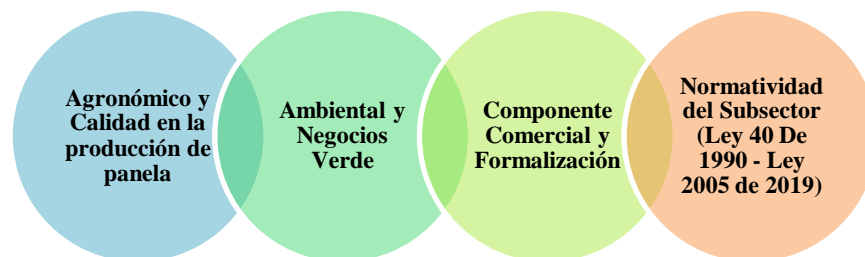 Agronómico y
Calidad en la
producción de
panela
Ambiental y
Negocios
Verde
Componente
Comercial y
Formalización
Normatividad
del Subsector
(Ley 40 De
1990 - Ley
2005 de 2019)